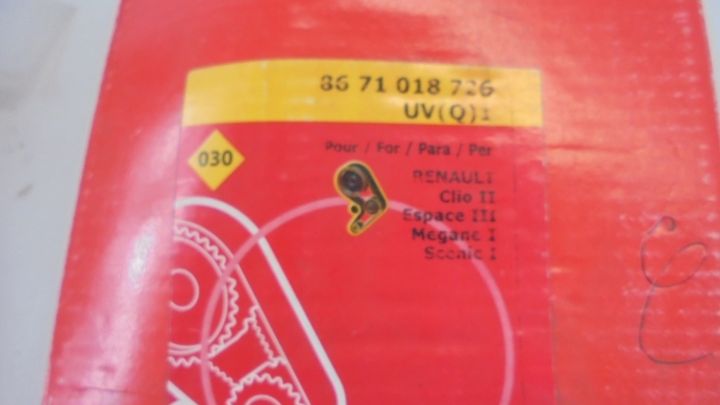 86 71 018 726
UV(Q)1
030
Pour / For / Para / Per
RENAULT
Clio II
Espace III
Megane I
Scenic I